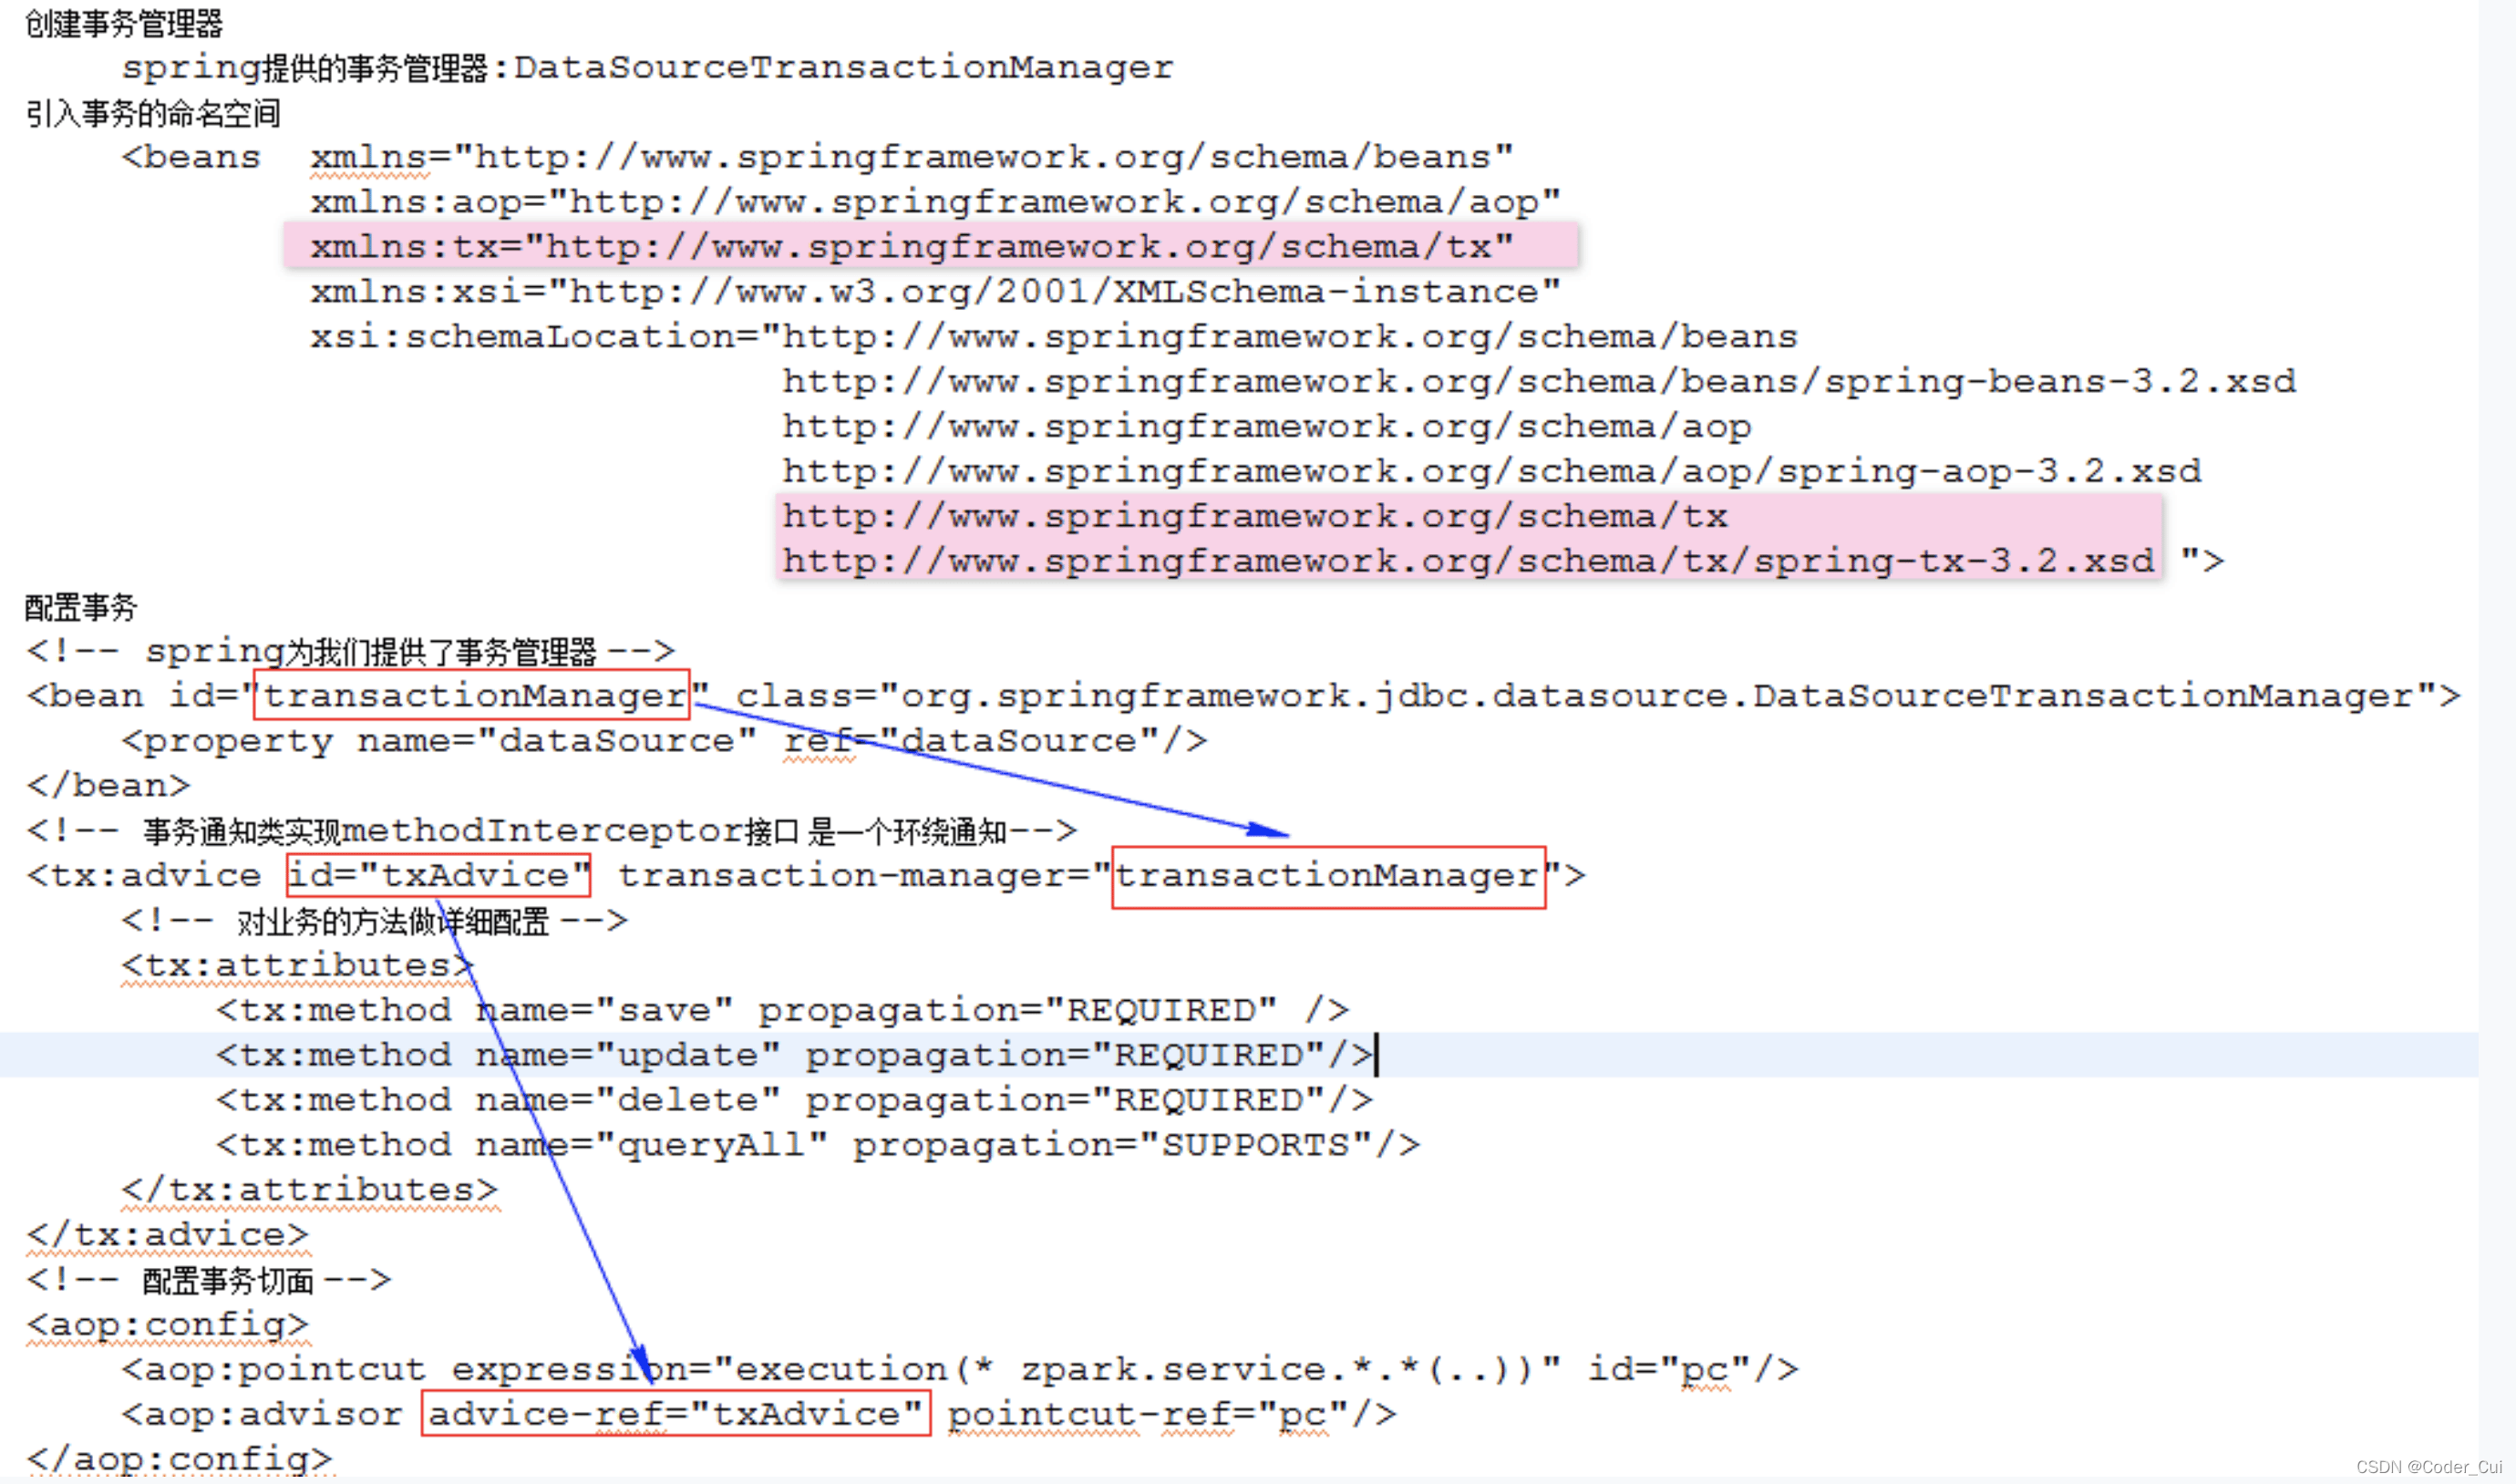 创建事务管理器
spring提供的事务管理器:DataSourceTransactionManager
引入事务的命名空间
<beans xmlns="http://www.springframework.org/schema/beans"
xmlns:aop="http://www.springframework.org/schema/aop"
xmlns:tx="http://www.springframework.org/schema/tx"
xmlns:xsi="http://www.w3.org/2001/XMLSchema-instance"
xsi:schemaLocation="http://www.springframework.org/schema/beans
http://www.springframework.org/schema/beans/spring-beans-3.2.xsd
http://www.springframework.org/schema/aop
http://www.springframework.org/schema/aop/spring-aop-3.2.xsd
http://www.springframework.org/schema/tx
http://www.springframework.org/schema/tx/spring-tx-3.2.xsd ">
配置事务
<!-- spring为我们提供了事务管理器 -->
<bean id="transactionManager" class="org.springframework.jdbc.datasource.DataSourceTransactionManager">
<property name="dataSource" ref="dataSource"/>
</bean>
<!-- 事务通知类实现methodInterceptor接口 是一个环绕通知-->
<tx:advice id="txAdvice" transaction-manager="transactionManager">
<!-- 对业务的方法做详细配置 -->
<tx:attributes>
<tx:method name="save" propagation="REQUIRED" />
<tx:method name="update" propagation="REQUIRED"/>
<tx:method name="delete" propagation="REQUIRED"/>
<tx:method name="queryAll" propagation="SUPPORTS"/>
</tx:attributes>
</tx:advice>
<!-- 配置事务切面 -->
<aop:config>
<aop:pointcut expression="execution(* zpark.service.*.*(..))" id="pc"/>
<aop:advisor advice-ref="txAdvice" pointcut-ref="pc"/>
</aop:config>
CSDN @Coder_Cui